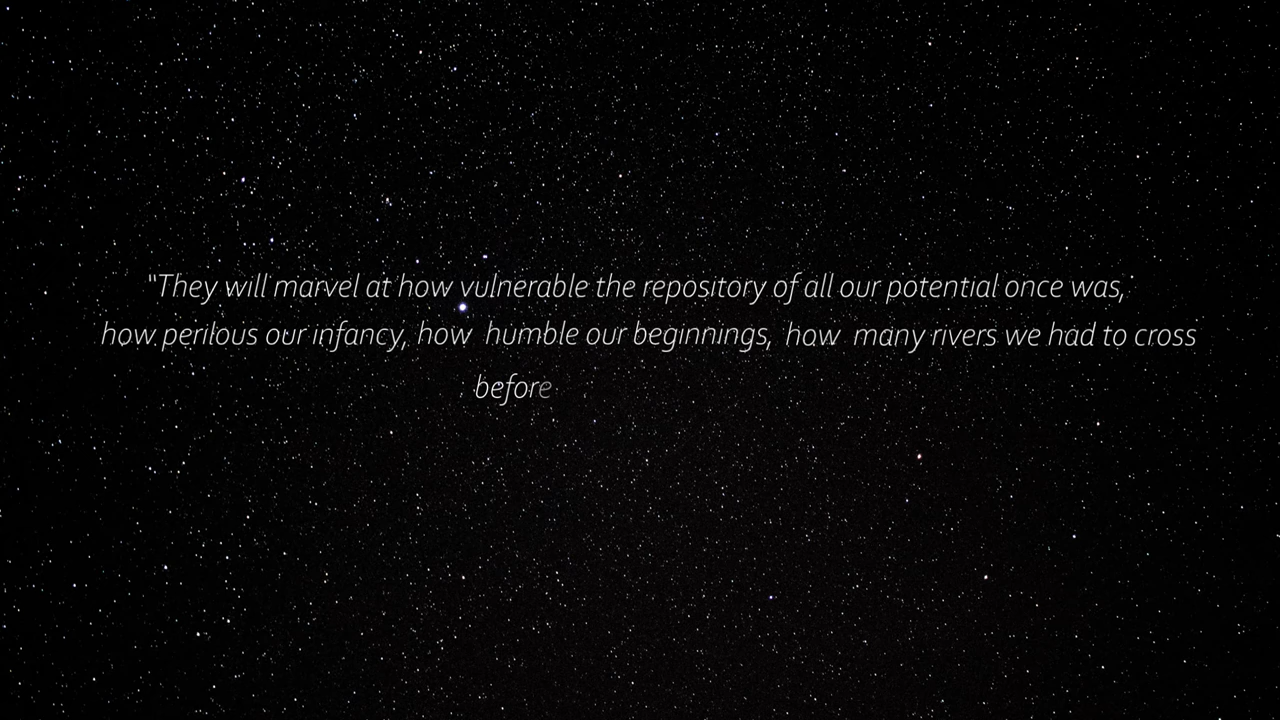 "They will marvel at how vulnerable the repository of all our potential once was,
how perilous our infancy, how humble our beginnings, how many rivers we had to cross
before